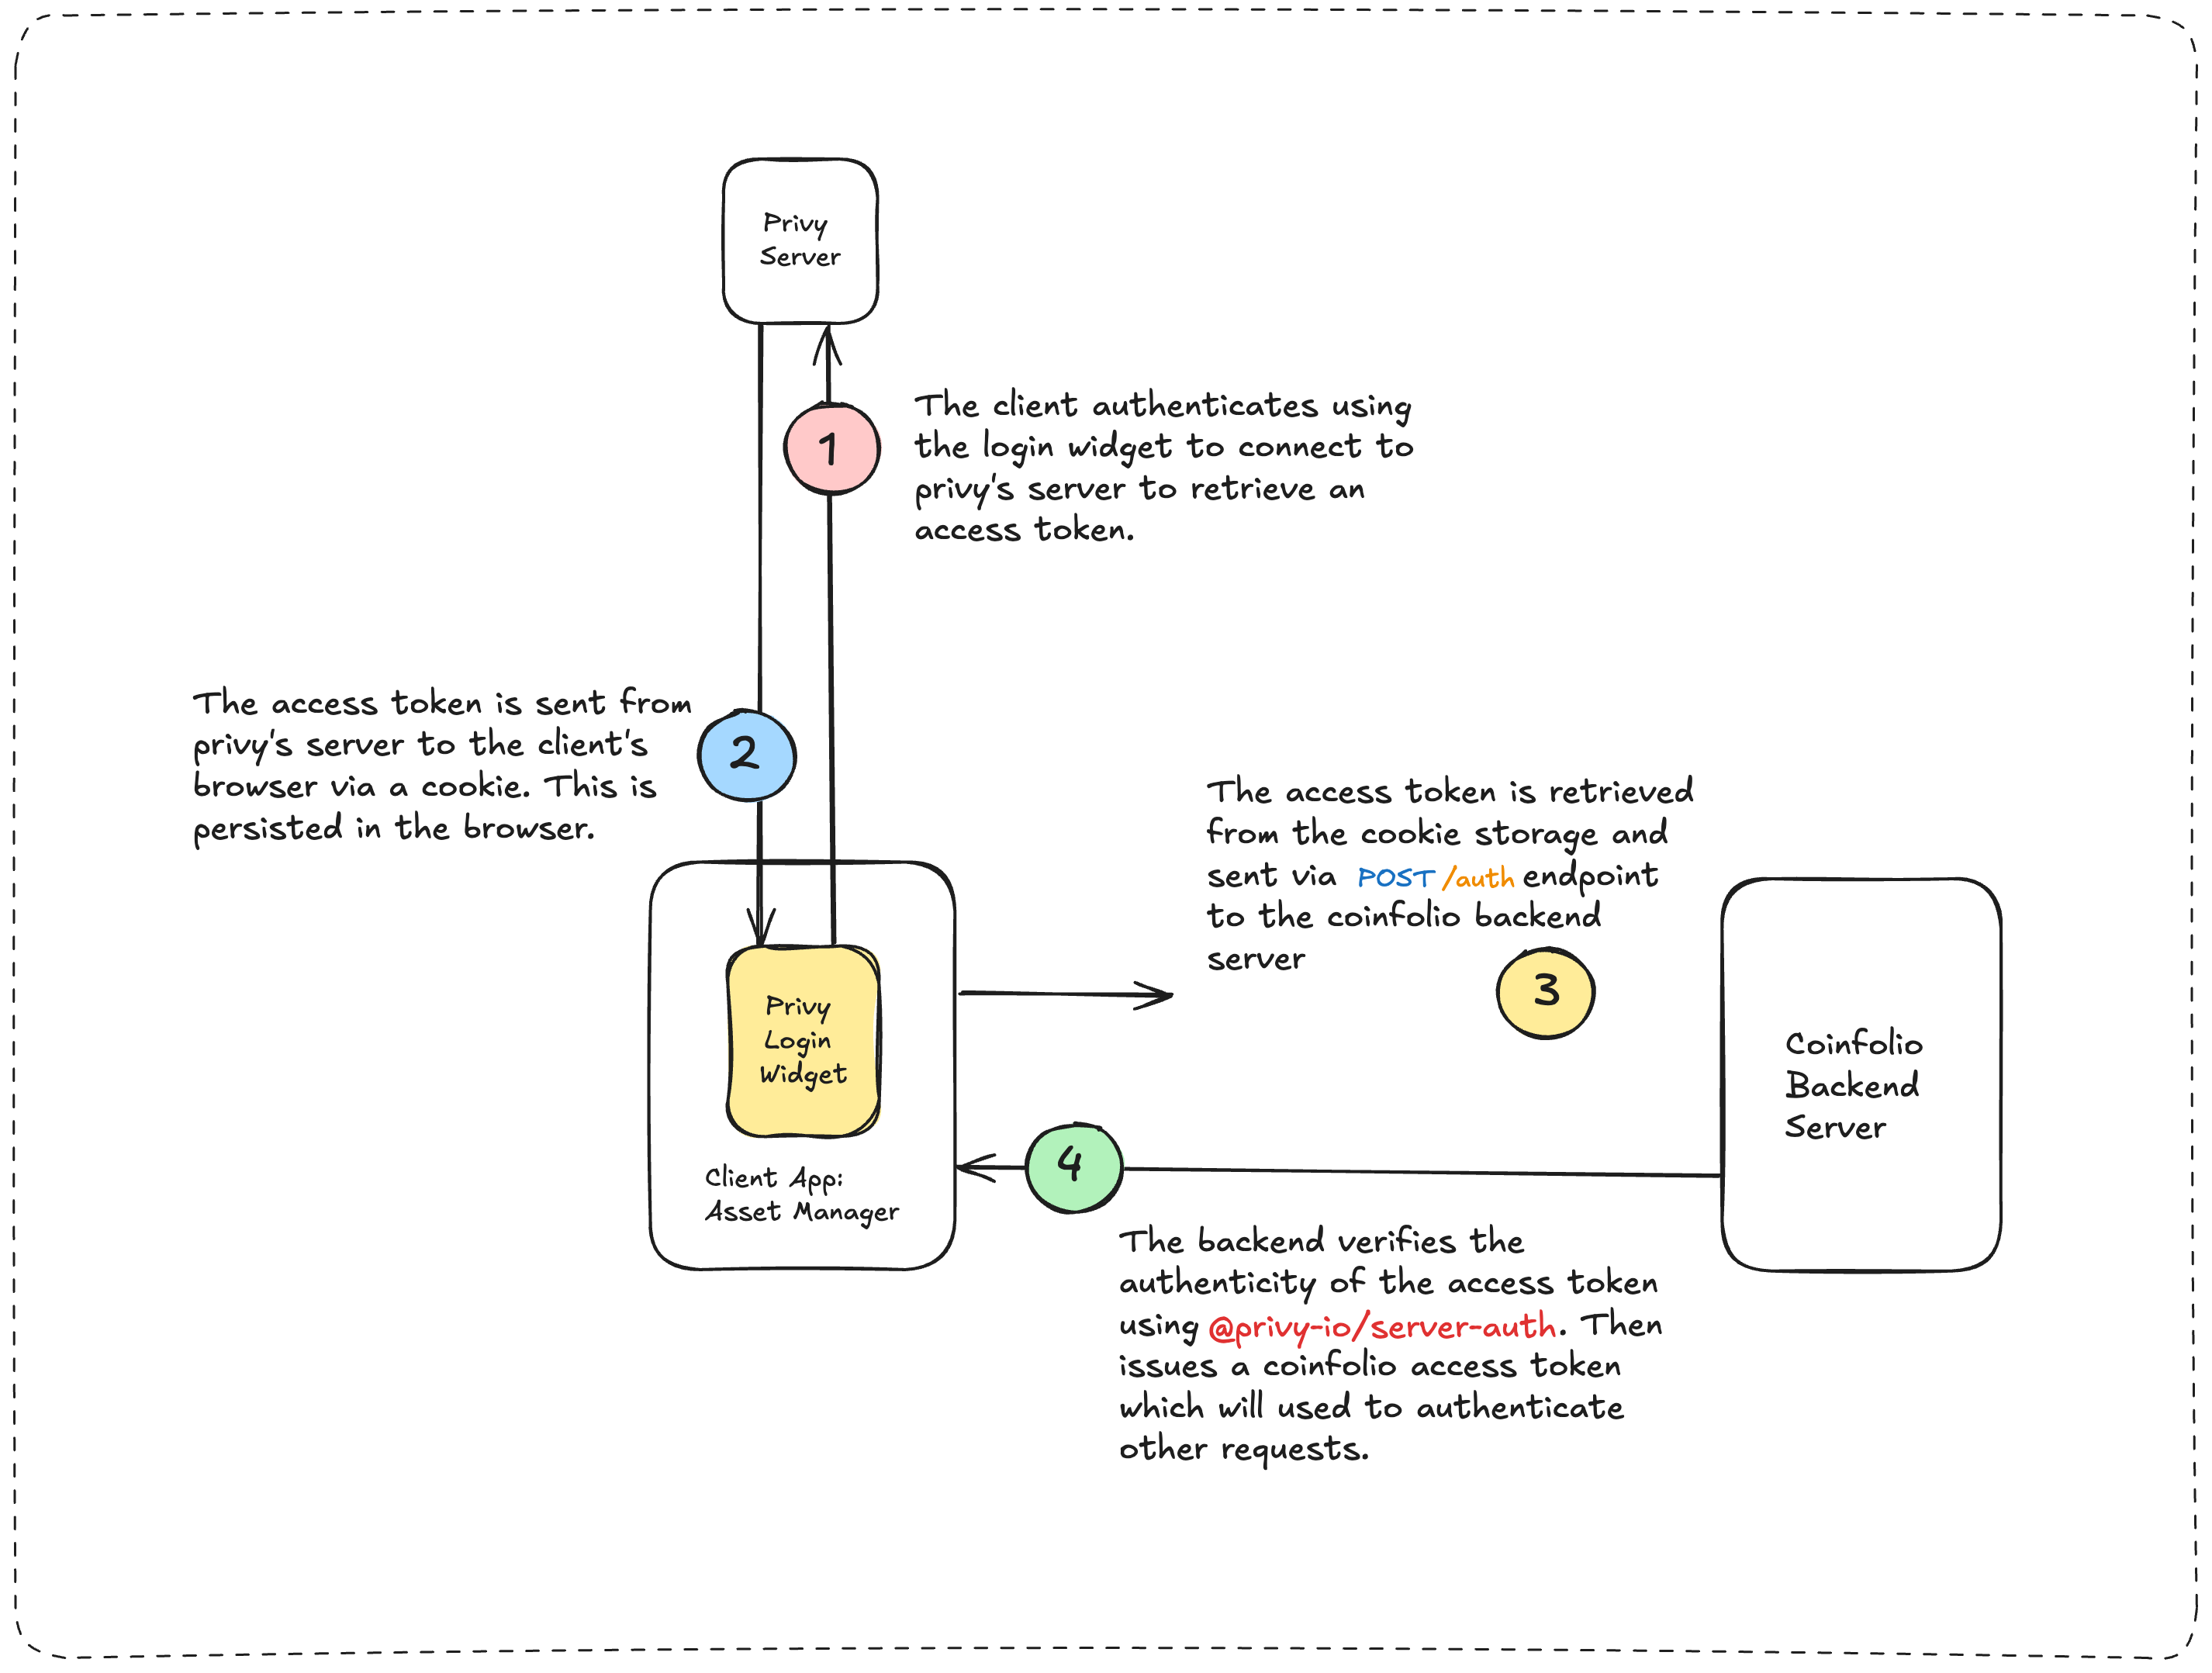 Privy
Server
1
The client authenticates using
the login widget to connect to
privy's server to retrieve an
access token.
2
The access token is sent from
privy's server to the client's
browser via a cookie. This is
persisted in the browser.
The access token is retrieved
from the cookie storage and
sent via POST /auth endpoint
to the coinfolio backend
server
3
Privy
Login
Widget
Client App:
Asset Manager
Coinfolio
Backend
Server
4
The backend verifies the
authenticity of the access token
using @privy-io/server-auth. Then
issues a coinfolio access token
which will used to authenticate
other requests.